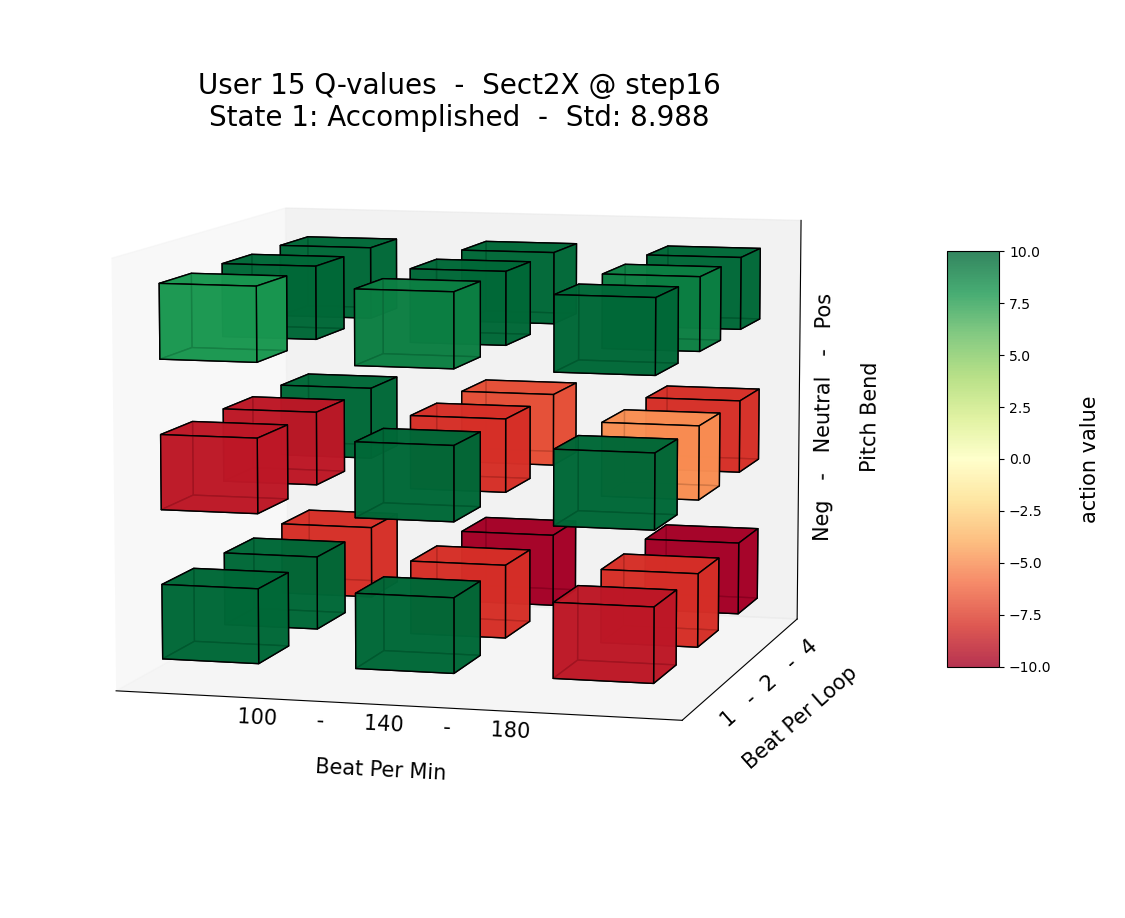 User 15 Q-values  -  Sect2X @ step16
State 1: Accomplished  -  Std: 8.988
10.0
7.5
5.0
2.5
0.0
−2.5
−5.0
−7.5
−10.0
action value
Neg   -   Neutral   -   Pos
Pitch Bend
1  -  2  -  4
Beat Per Loop
100      -      140      -      180
Beat Per Min